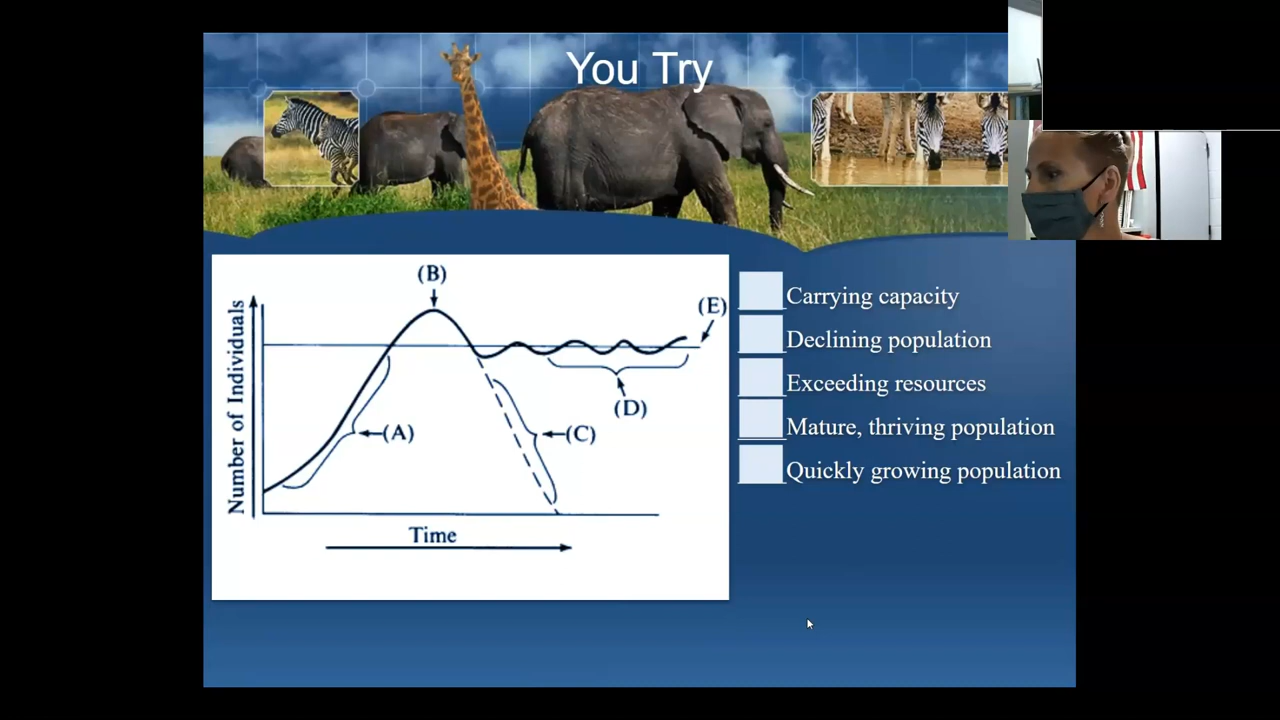 You Try
(B)
(E)
Number of Individuals
(D)
(A)
(C)
Time
Carrying capacity
Declining population
Exceeding resources
Mature, thriving population
Quickly growing population